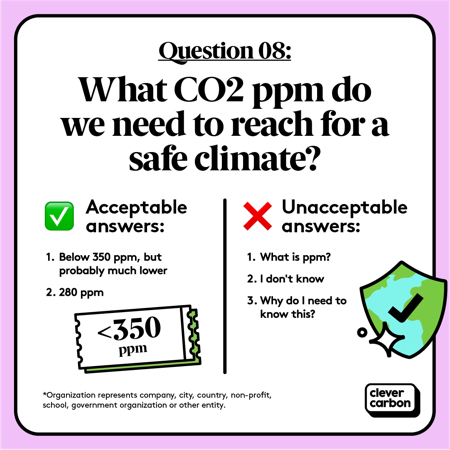 Question 08:
What CO2 ppm do
we need to reach for a
safe climate?
Acceptable
answers:
1. Below 350 ppm, but
probably much lower
2. 280 ppm
<350
ppm
Unacceptable
answers:
1. What is ppm?
2. I don't know
3. Why do I need to
know this?
*Organization represents company, city, country, non-profit,
school, government organization or other entity.
clever
carbon